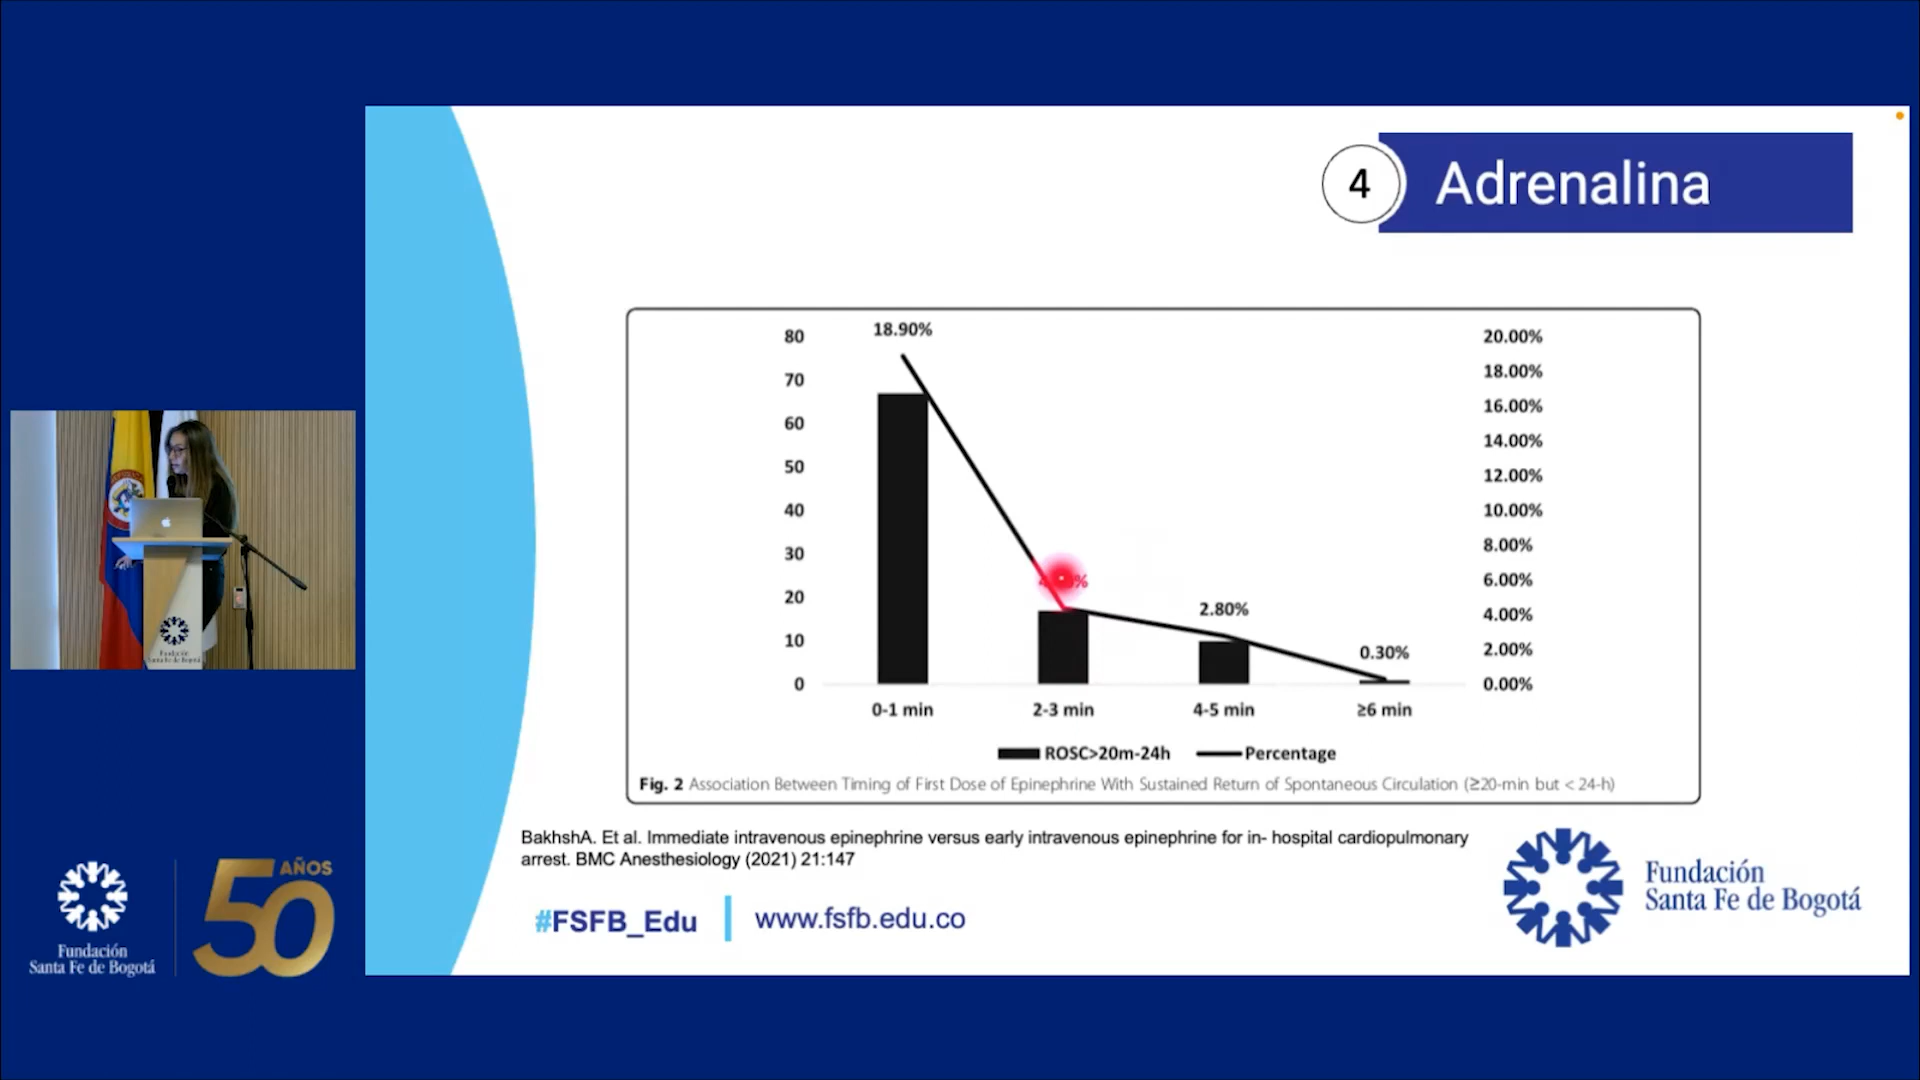 4 Adrenalina
18.90%
80
70
60
50
40
30
20
10
0
20.00%
18.00%
16.00%
14.00%
12.00%
10.00%
8.00%
6.00%
4.00%
2.00%
0.00%
2.80%
0.30%
0-1 min 2-3 min 4-5 min ≥6 min
ROSC>20m-24h Percentage
Fig. 2 Association Between Timing of First Dose of Epinephrine With Sustained Return of Spontaneous Circulation (≥20-min but < 24-h)
BakhshA. Et al. Immediate intravenous epinephrine versus early intravenous epinephrine for in- hospital cardiopulmonary
arrest. BMC Anesthesiology (2021) 21:147
#FSFB_Edu www.fsfb.edu.co
Fundación
Santa Fe de Bogotá
Fundación
Santa Fe de Bogotá
50 AÑOS
Fundación
Santa Fe de Bogotá